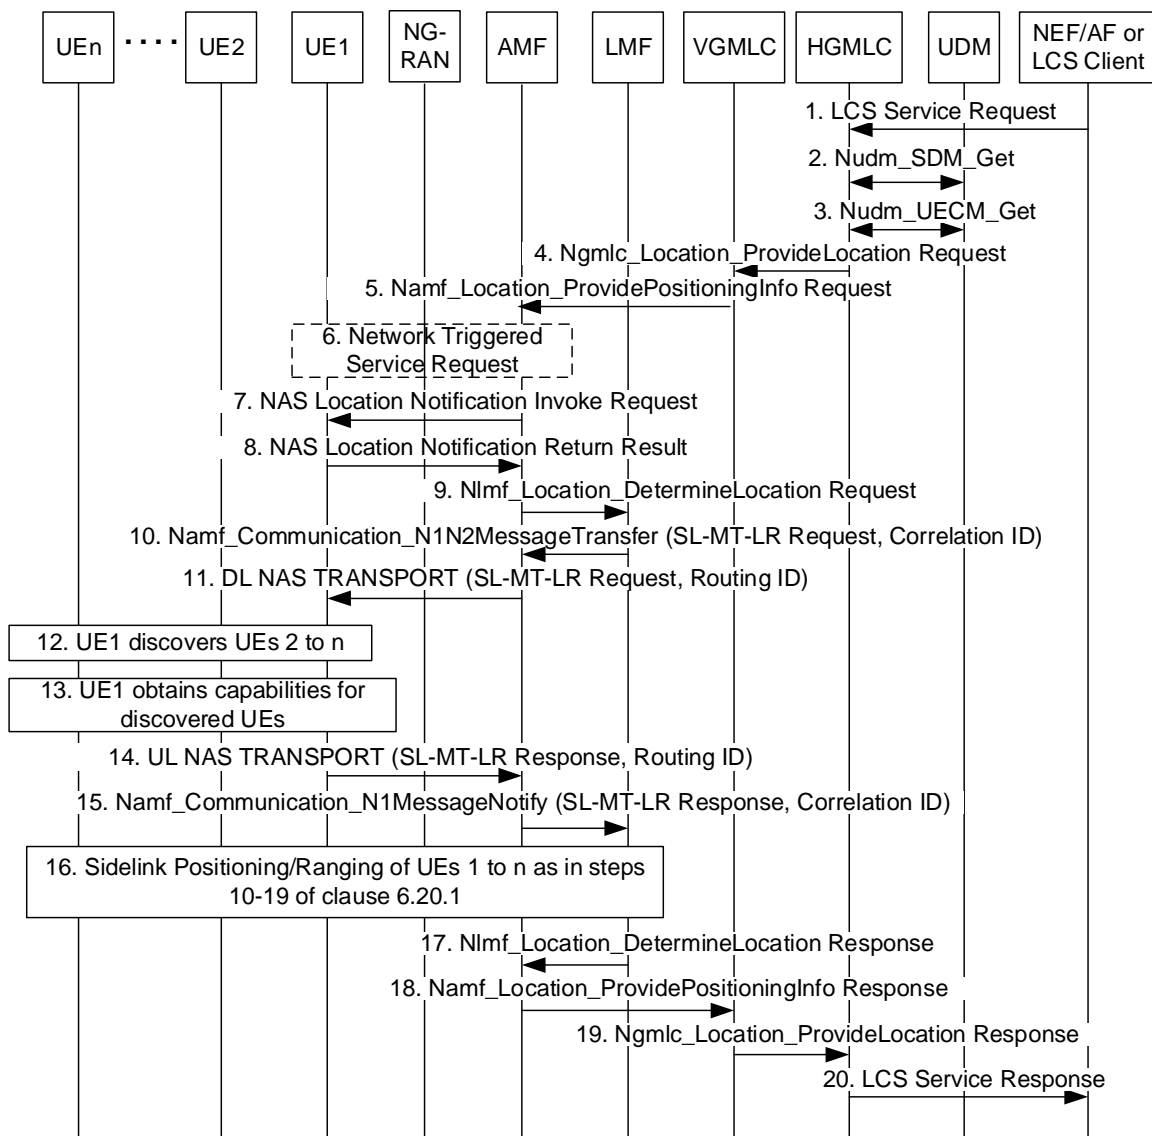 UEn
. . . .
UE2
UE1
NG-
RAN
AMF
LMF
VGMLC
HGMLC
UDM
NEF/AF or
LCS Client
1. LCS Service Request
2. Nudm_SDM_Get
3. Nudm_UECM_Get
4. Ngmlc_Location_ProvideLocation Request
5. Namf_Location_ProvidePositioningInfo Request
6. Network Triggered
Service Request
7. NAS Location Notification Invoke Request
8. NAS Location Notification Return Result
9. Nlmf_Location_DetermineLocation Request
10. Namf_Communication_N1N2MessageTransfer (SL-MT-LR Request, Correlation ID)
11. DL NAS TRANSPORT (SL-MT-LR Request, Routing ID)
12. UE1 discovers UEs 2 to n
13. UE1 obtains capabilities for
discovered UEs
14. UL NAS TRANSPORT (SL-MT-LR Response, Routing ID)
15. Namf_Communication_N1MessageNotify (SL-MT-LR Response, Correlation ID)
16. Sidelink Positioning/Ranging of UEs 1 to n as in steps
10-19 of clause 6.20.1
17. Nlmf_Location_DetermineLocation Response
18. Namf_Location_ProvidePositioningInfo Response
19. Ngmlc_Location_ProvideLocation Response
20. LCS Service Response